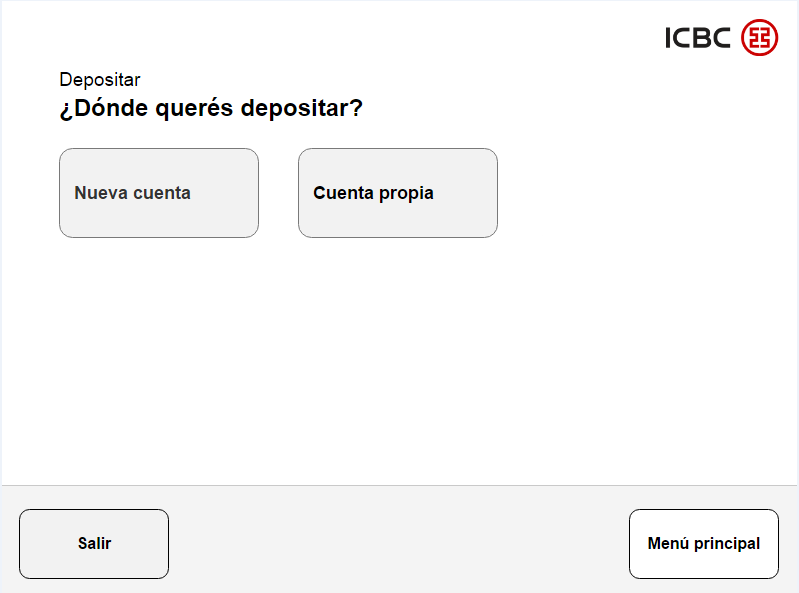 ICBC
Depositar
¿Dónde querés depositar?
Nueva cuenta
Cuenta propia
Salir
Menú principal